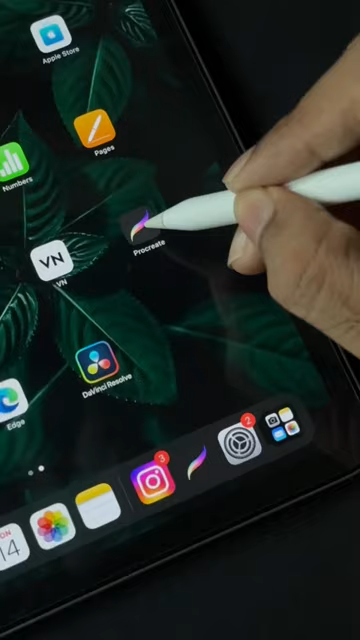 Apple Store
Pages
Numbers
Procreate
VN
VN
DaVinci Resolve
Edge
3
2
14